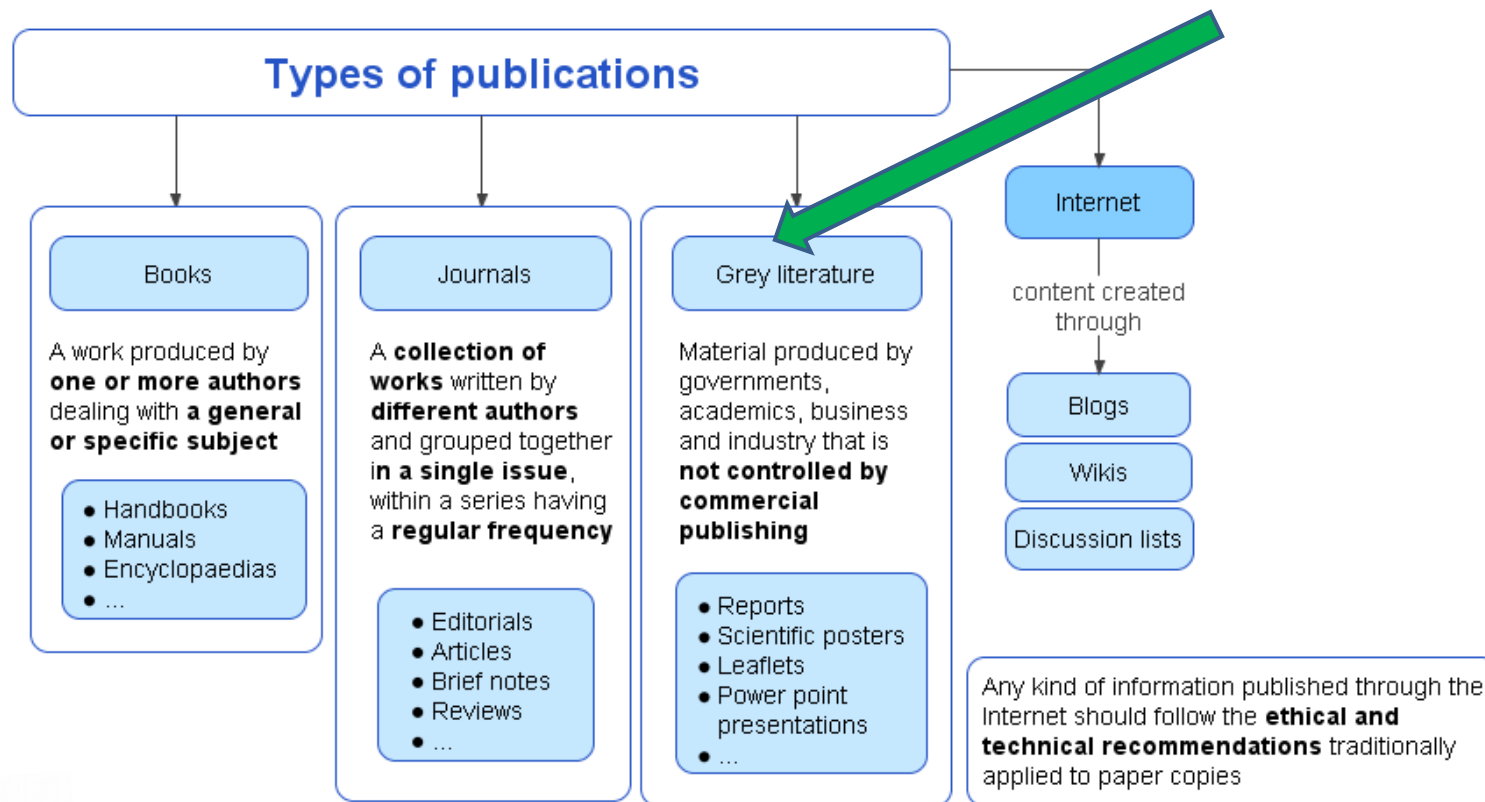 Types of publications
Books
A work produced by
one or more authors
dealing with a general
or specific subject
● Handbooks
● Manuals
● Encyclopaedias
● ...
Journals
A collection of
works written by
different authors
and grouped together
in a single issue,
within a series having
a regular frequency
● Editorials
● Articles
● Brief notes
● Reviews
● ...
Grey literature
Material produced by
governments,
academics, business
and industry that is
not controlled by
commercial
publishing
● Reports
● Scientific posters
● Leaflets
● Power point
presentations
● ...
Internet
content created
through
Blogs
Wikis
Discussion lists
Any kind of information published through the
Internet should follow the ethical and
technical recommendations traditionally
applied to paper copies